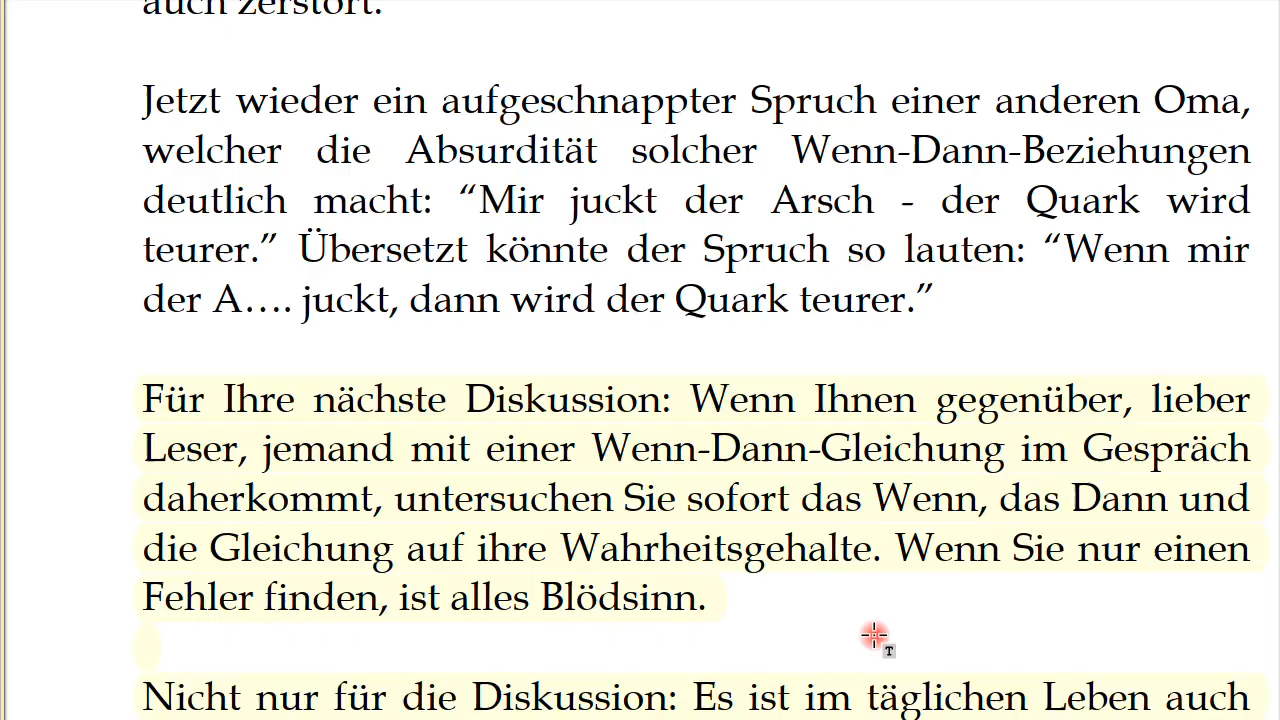 auch zerstört.
Jetzt wieder ein aufgeschnappter Spruch einer anderen Oma,
welcher die Absurdität solcher Wenn-Dann-Beziehungen
deutlich macht: “Mir juckt der Arsch - der Quark wird
teurer.” Übersetzt könnte der Spruch so lauten: “Wenn mir
der A…. juckt, dann wird der Quark teurer.”
Für Ihre nächste Diskussion: Wenn Ihnen gegenüber, lieber
Leser, jemand mit einer Wenn-Dann-Gleichung im Gespräch
daherkommt, untersuchen Sie sofort das Wenn, das Dann und
die Gleichung auf ihre Wahrheitsgehalte. Wenn Sie nur einen
Fehler finden, ist alles Blödsinn.
T
Nicht nur für die Diskussion: Es ist im täglichen Leben auch